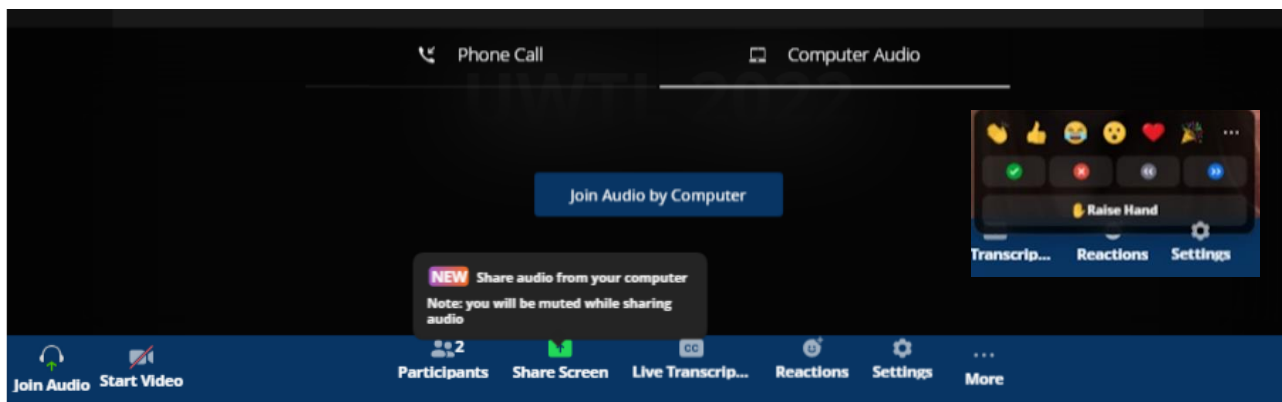 Phone Call
Computer Audio
UWTL 2022
Join Audio by Computer
Raise Hand
Transcrip...
Reactions
Settings
NEW Share audio from your computer
Note: you will be muted while sharing
audio
2
CC
Join Audio
Start Video
Participants
Share Screen
Live Transcrip...
Reactions
Settings
More